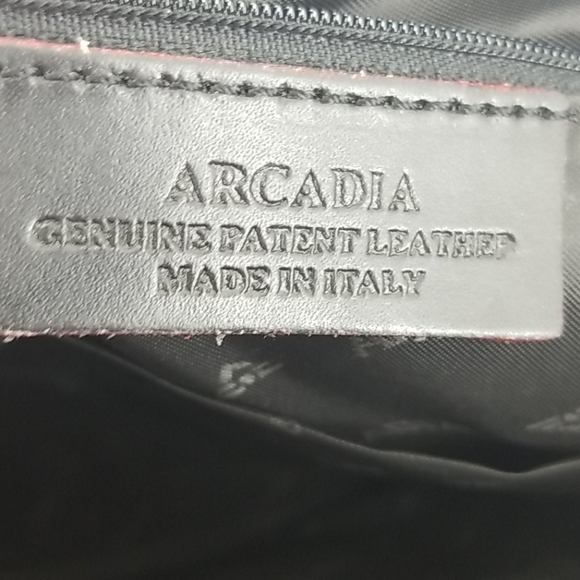 ARCADIA
GENUINE PATENT LEATHER
MADE IN ITALY